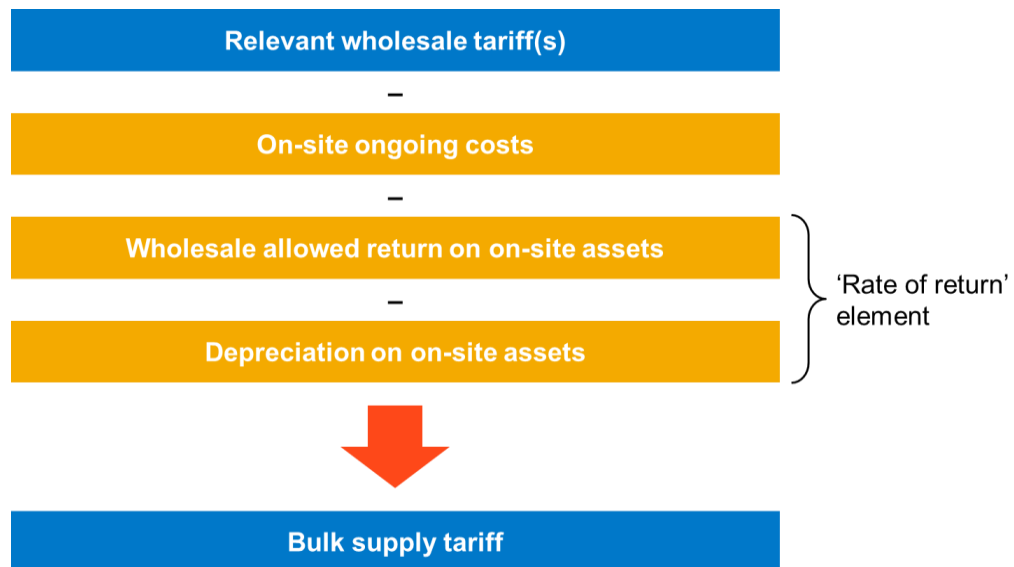 Relevant wholesale tariff(s)
–
On-site ongoing costs
–
Wholesale allowed return on on-site assets
–
Depreciation on on-site assets
‘Rate of return’
element
Bulk supply tariff